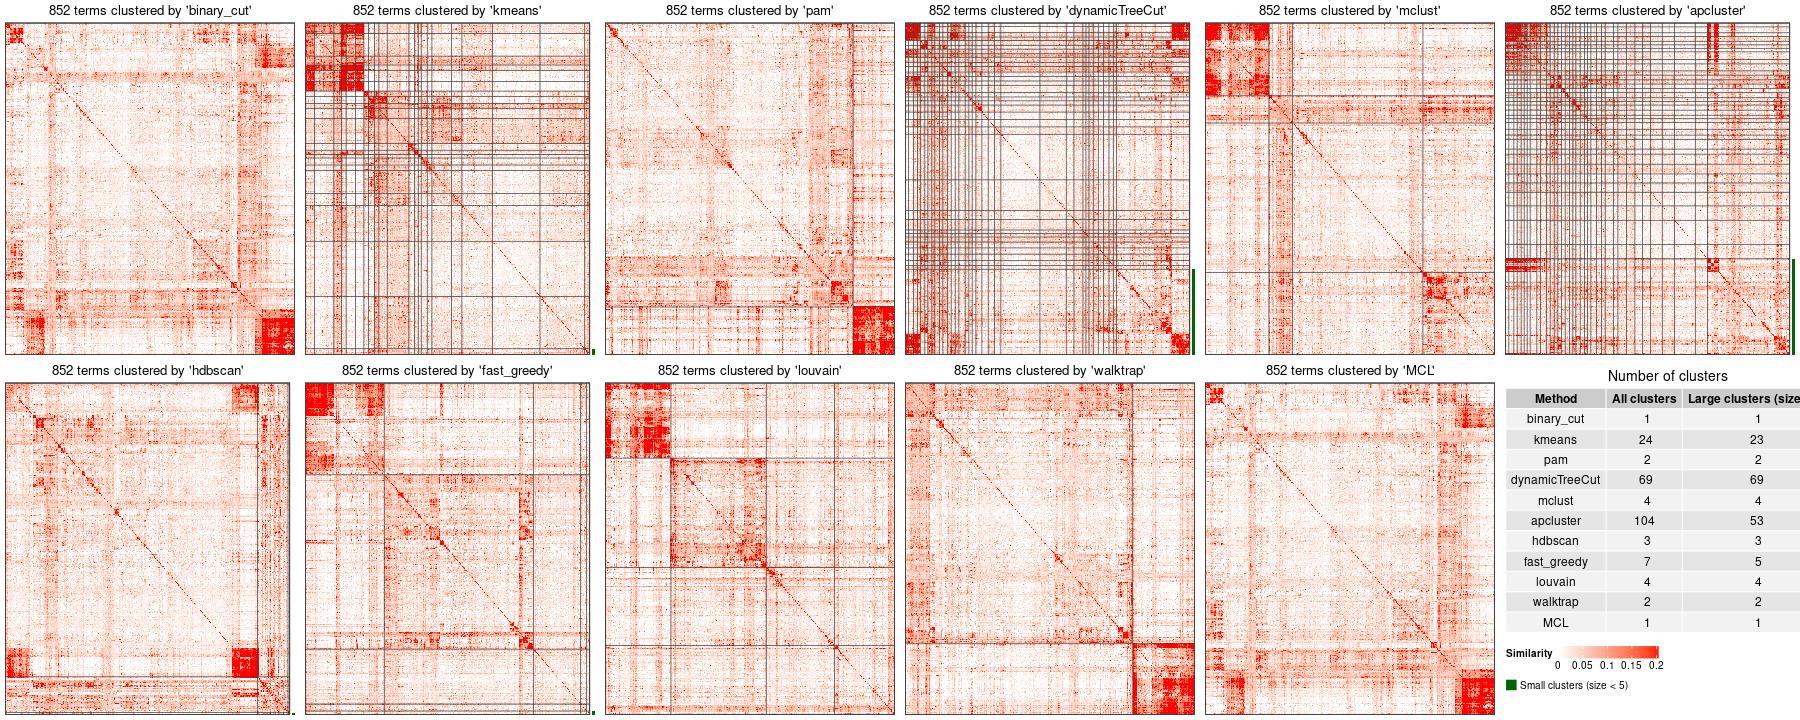 852 terms clustered by 'binary_cut'
852 terms clustered by 'kmeans'
852 terms clustered by 'pam'
852 terms clustered by 'dynamicTreeCut'
852 terms clustered by 'mclust'
852 terms clustered by 'apcluster'
852 terms clustered by 'hdbscan'
852 terms clustered by 'fast_greedy'
852 terms clustered by 'louvain'
852 terms clustered by 'walktrap'
852 terms clustered by 'MCL'
Number of clusters
Method All clusters Large clusters (size
binary_cut 1 1
kmeans 24 23
pam 2 2
dynamicTreeCut 69 69
mclust 4 4
apcluster 104 53
hdbscan 3 3
fast_greedy 7 5
louvain 4 4
walktrap 2 2
MCL 1 1
Similarity
0 0.05 0.1 0.15 0.2
Small clusters (size < 5)